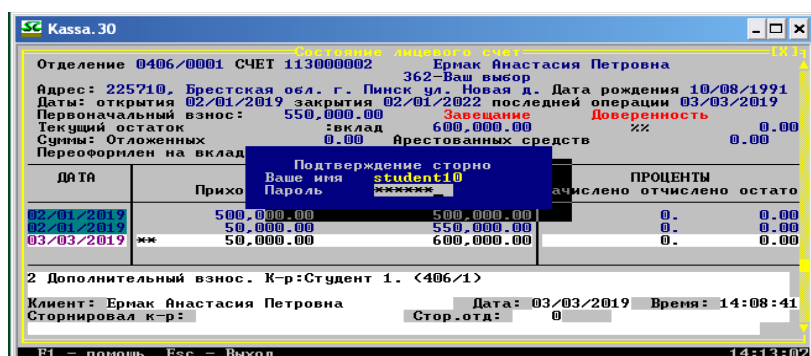 Kassa.30
Состояние лицевого счет [X]
Отделение 0406/0001 СЧЕТ 113000002 Ермак Анастасия Петровна
362-Ваш выбор
Адрес: 225710, Брестская обл. г. Пинск ул. Новая д. Дата рождения 10/08/1991
Даты: открытия 02/01/2019 закрытия 02/01/2022 последней операции 03/03/2019
Первоначальный взнос: 550,000.00 Завещание Доверенность
Текущий остаток :вклад 600,000.00 %% 0.00
Суммы: Отложенных 0.00 Арестованных средств 0.00
Переоформлен на вклад
Подтверждение сторно
Ваше имя student10
Пароль ******_
ДАТА ПРОЦЕНТЫ
Прихо ачислено отчислено остато
02/01/2019 500,000.00 500,000.00 0. 0.00
02/01/2019 50,000.00 550,000.00 0. 0.00
03/03/2019 ** 50,000.00 600,000.00 0. 0.00
2 Дополнительный взнос. К-р:Студент 1. (406/1)
Клиент: Ермак Анастасия Петровна Дата: 03/03/2019 Время: 14:08:41
Сторнировал к-р: Стор.отд: 0
F1 – помощь Esc – Выход 14:13:07